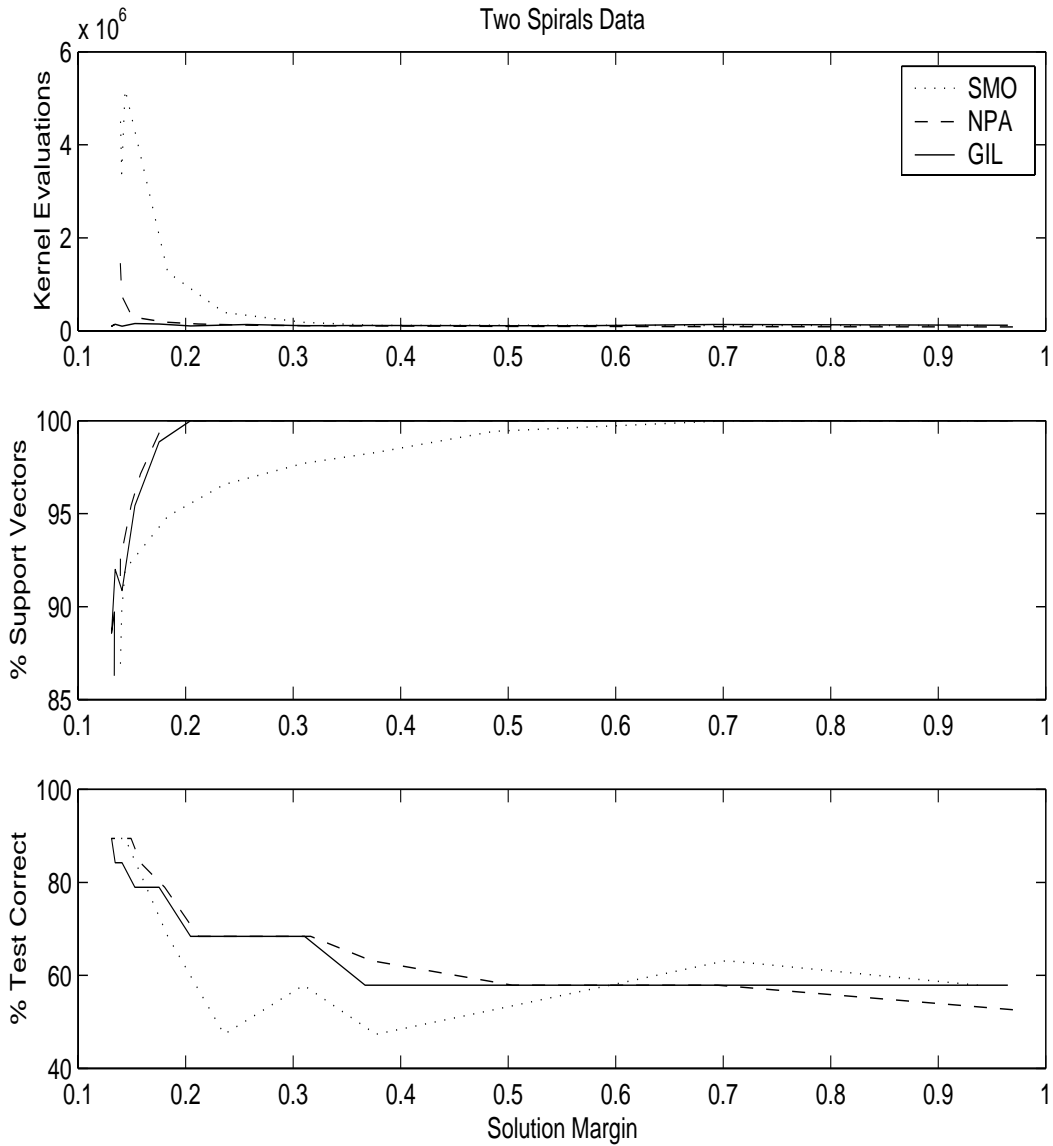 Two Spirals Data
x 10^6
Kernel Evaluations
6
4
2
0
0.1 0.2 0.3 0.4 0.5 0.6 0.7 0.8 0.9 1
SMO
NPA
GIL
% Support Vectors
100
95
90
85
0.1 0.2 0.3 0.4 0.5 0.6 0.7 0.8 0.9 1
% Test Correct
100
80
60
40
0.1 0.2 0.3 0.4 0.5 0.6 0.7 0.8 0.9 1
Solution Margin